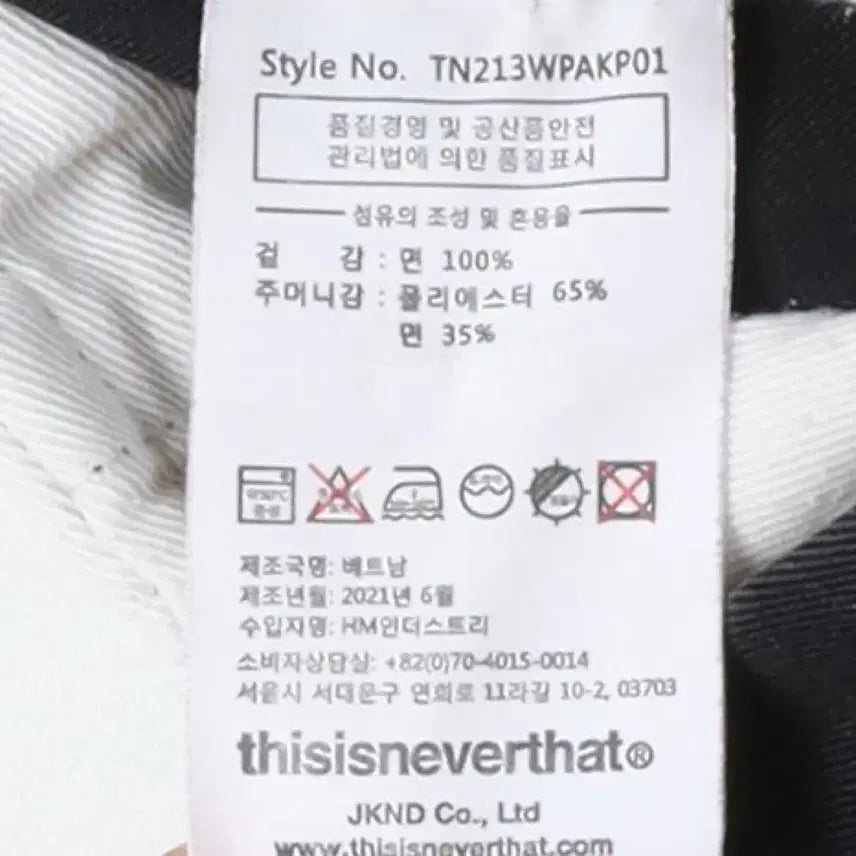 Style No. TN213WPAKP01
품질경영 및 공산품안전
관리법에 의한 품질표시
섬유의 조성 및 혼용율
겉 감 : 면 100%
주머니감 : 폴리에스터 65%
면 35%
중성
제조국명: 베트남
제조년월: 2021년 6월
수입자명: HM인더스트리
소비자상담실: +82(0)70-4015-0014
서울시 서대문구 연희로 11라길 10-2, 03703
thisisneverthat®
JKND Co., Ltd
www.thisisneverthat.com